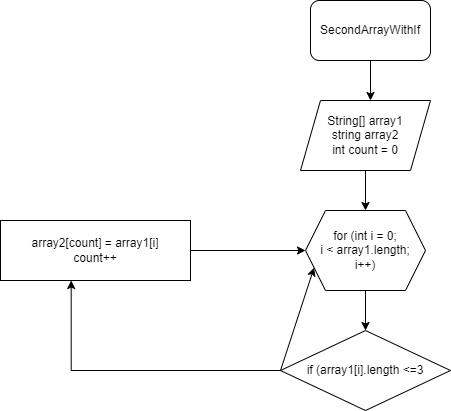 SecondArrayWithIf
String[] array1
string array2
int count = 0
for (int i = 0;
i < array1.length;
i++)
array2[count] = array1[i]
count++
if (array1[i].length <=3